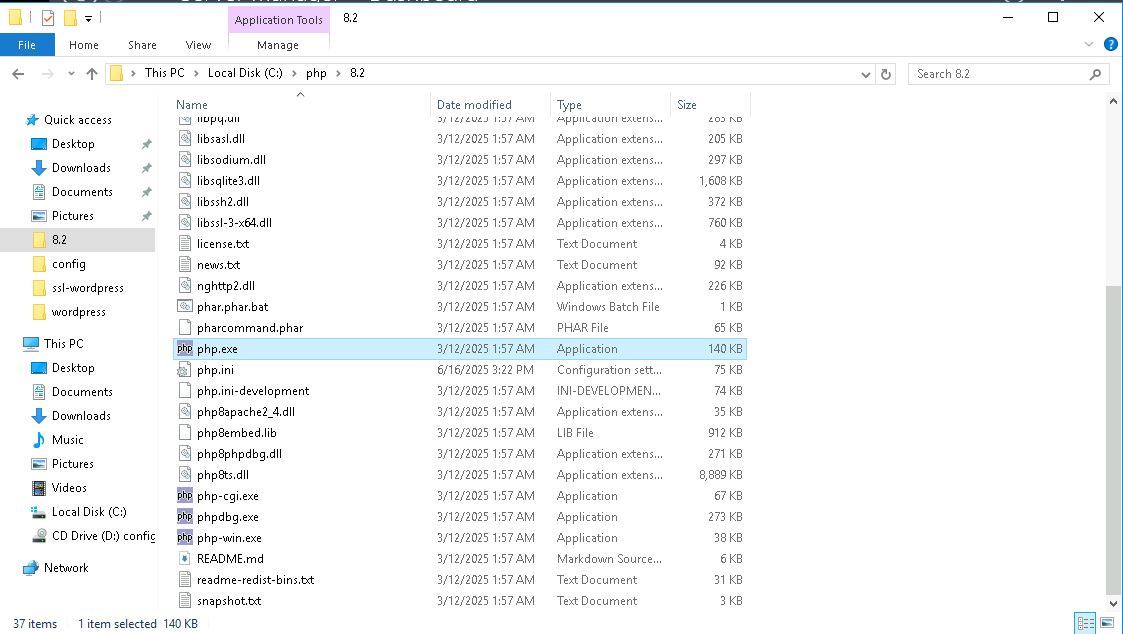 Application Tools 8.2
File Home Share View Manage
This PC > Local Disk (C:) > php > 8.2 Search 8.2
Name Date modified Type Size
Quick access
Desktop
Downloads
Documents
Pictures
8.2
config
ssl-wordpress
wordpress
This PC
Desktop
Documents
Downloads
Music
Pictures
Videos
Local Disk (C:)
CD Drive (D:) config
Network
libpq.dll 3/12/2025 1:57 AM Application extens... 283 KB
libsasl.dll 3/12/2025 1:57 AM Application extens... 205 KB
libsodium.dll 3/12/2025 1:57 AM Application extens... 297 KB
libsqlite3.dll 3/12/2025 1:57 AM Application extens... 1,608 KB
libssh2.dll 3/12/2025 1:57 AM Application extens... 372 KB
libssl-3-x64.dll 3/12/2025 1:57 AM Application extens... 760 KB
license.txt 3/12/2025 1:57 AM Text Document 4 KB
news.txt 3/12/2025 1:57 AM Text Document 92 KB
nghttp2.dll 3/12/2025 1:57 AM Application extens... 226 KB
phar.phar.bat 3/12/2025 1:57 AM Windows Batch File 1 KB
pharcommand.phar 3/12/2025 1:57 AM PHAR File 65 KB
php.exe 3/12/2025 1:57 AM Application 140 KB
php.ini 6/16/2025 3:22 PM Configuration sett... 75 KB
php.ini-development 3/12/2025 1:57 AM INI-DEVELOPMEN... 74 KB
php8apache2_4.dll 3/12/2025 1:57 AM Application extens... 35 KB
php8embed.lib 3/12/2025 1:57 AM LIB File 912 KB
php8phpdbg.dll 3/12/2025 1:57 AM Application extens... 271 KB
php8ts.dll 3/12/2025 1:57 AM Application extens... 8,889 KB
php-cgi.exe 3/12/2025 1:57 AM Application 67 KB
phpdbg.exe 3/12/2025 1:57 AM Application 273 KB
php-win.exe 3/12/2025 1:57 AM Application 38 KB
README.md 3/12/2025 1:57 AM Markdown Source... 6 KB
readme-redist-bins.txt 3/12/2025 1:57 AM Text Document 31 KB
snapshot.txt 3/12/2025 1:57 AM Text Document 3 KB
37 items 1 item selected 140 KB